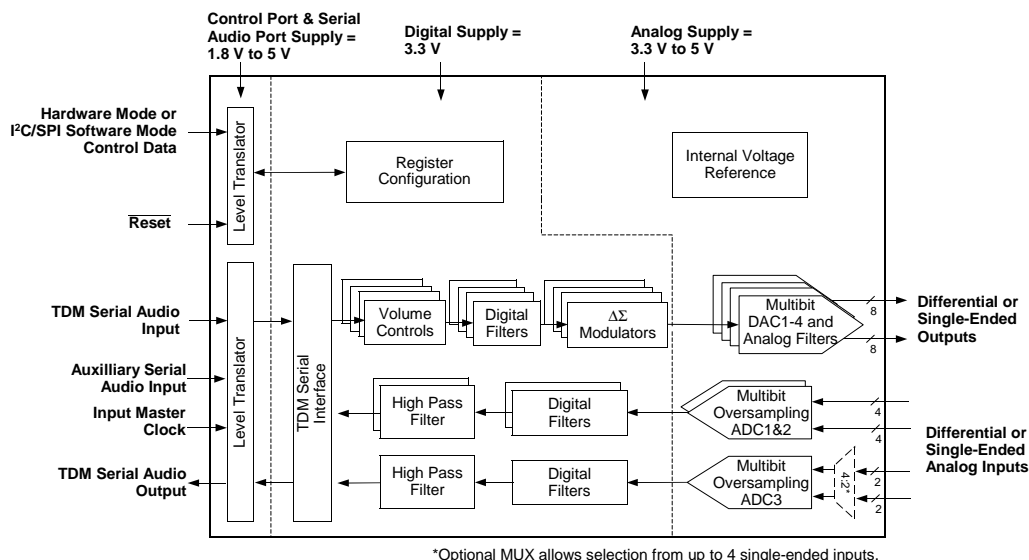 Control Port & Serial
Audio Port Supply =
1.8 V to 5 V
Digital Supply =
3.3 V
Analog Supply =
3.3 V to 5 V
Hardware Mode or
I²C/SPI Software Mode
Control Data
Reset
Level Translator
Register
Configuration
Internal Voltage
Reference
TDM Serial Audio
Input
Auxilliary Serial
Audio Input
Input Master
Clock
TDM Serial Audio
Output
Level Translator
TDM Serial
Interface
Volume
Controls
Digital
Filters
ΔΣ
Modulators
Multibit
DAC1-4 and
Analog Filters
8
8
Differential or
Single-Ended
Outputs
High Pass
Filter
Digital
Filters
Multibit
Oversampling
ADC1&2
4
4
High Pass
Filter
Digital
Filters
Multibit
Oversampling
ADC3
4:2*
2
2
Differential or
Single-Ended
Analog Inputs
*Optional MUX allows selection from up to 4 single-ended inputs.